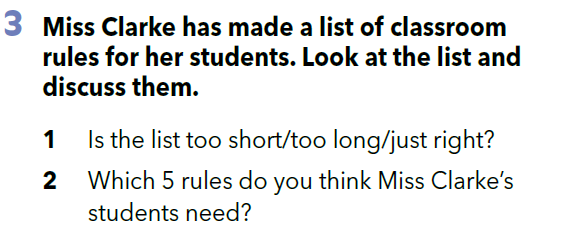 3 Miss Clarke has made a list of classroom
rules for her students. Look at the list and
discuss them.
1 Is the list too short/too long/just right?
2 Which 5 rules do you think Miss Clarke’s
students need?